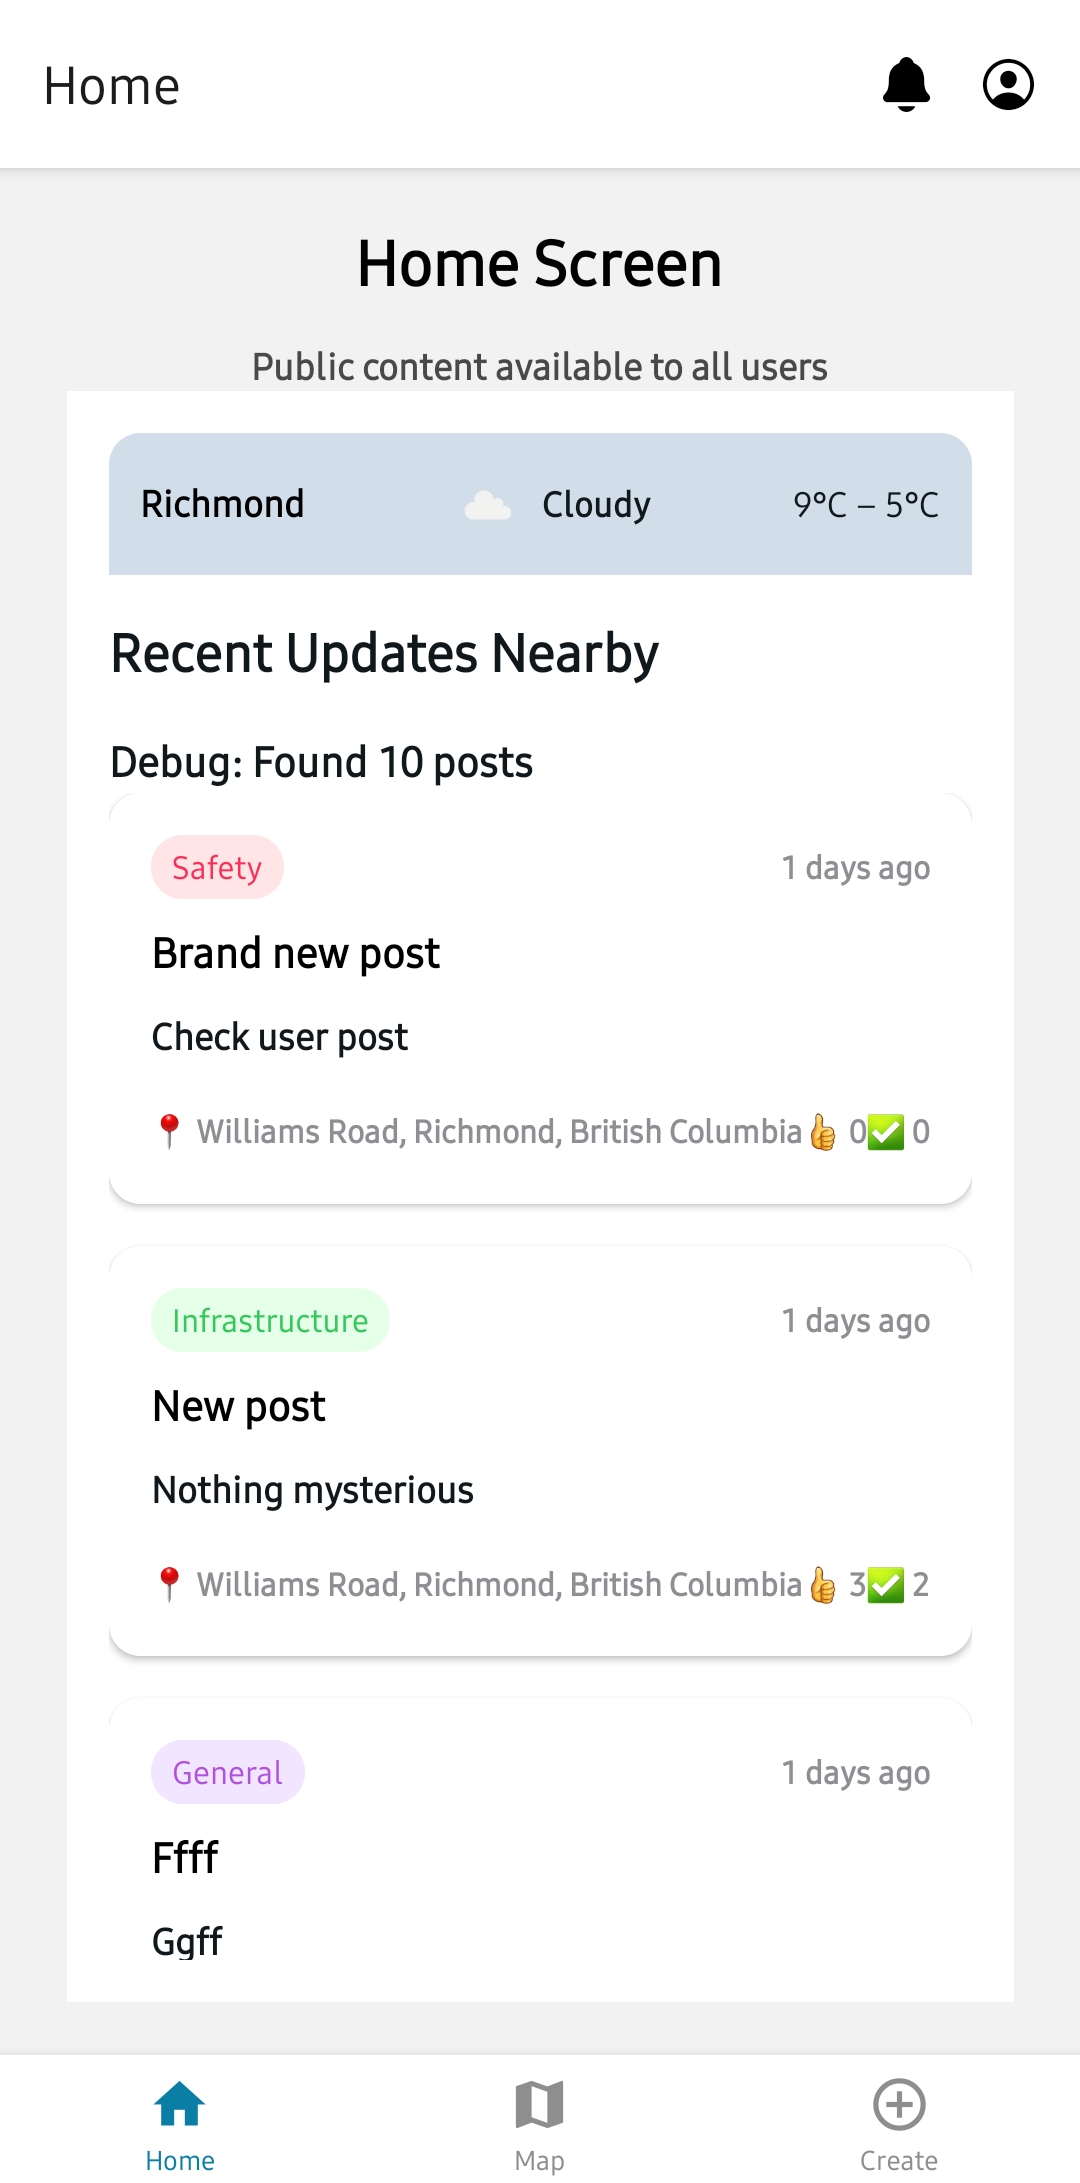 Home
Home Screen
Public content available to all users
Richmond Cloudy 9°C – 5°C
Recent Updates Nearby
Debug: Found 10 posts
Safety 1 days ago
Brand new post
Check user post
📍 Williams Road, Richmond, British Columbia👍 0✅ 0
Infrastructure 1 days ago
New post
Nothing mysterious
📍 Williams Road, Richmond, British Columbia👍 3✅ 2
General 1 days ago
Ffff
Ggff
Home Map Create